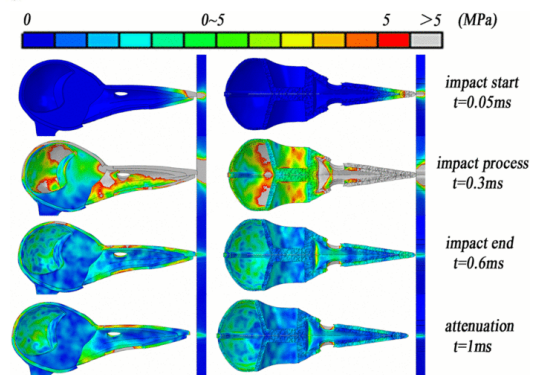 0 0~5 5 >5 (MPa)
impact start
t=0.05ms
impact process
t=0.3ms
impact end
t=0.6ms
attenuation
t=1ms